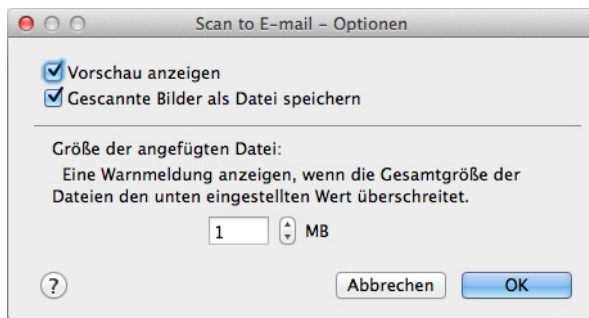 Scan to E-mail – Optionen
Vorschau anzeigen
Gescannte Bilder als Datei speichern
Größe der angefügten Datei:
Eine Warnmeldung anzeigen, wenn die Gesamtgröße der
Dateien den unten eingestellten Wert überschreitet.
1 MB
? Abbrechen OK